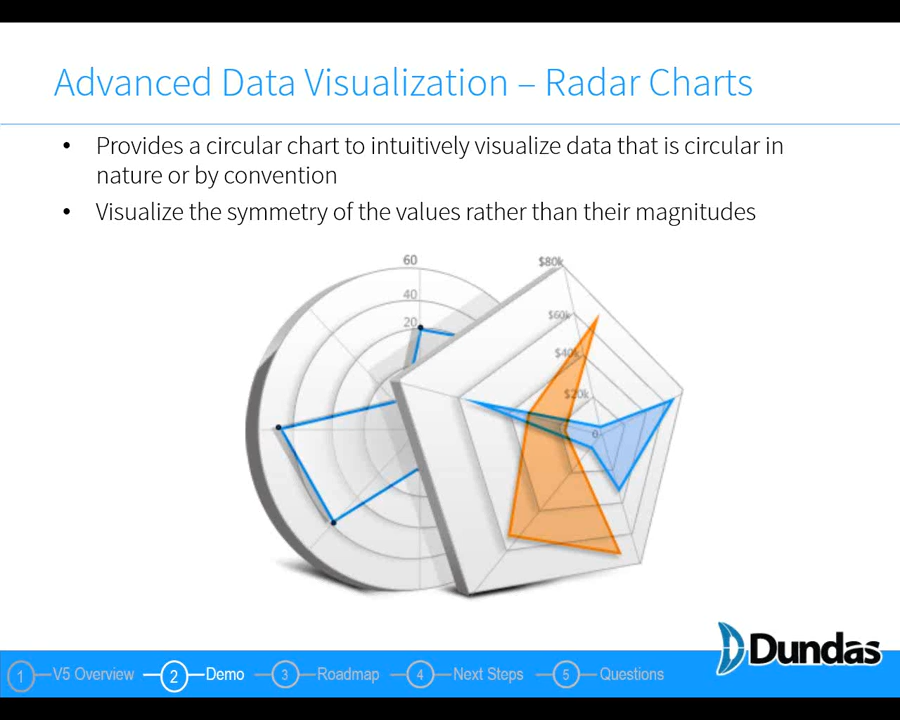 Advanced Data Visualization – Radar Charts
• Provides a circular chart to intuitively visualize data that is circular in
nature or by convention
• Visualize the symmetry of the values rather than their magnitudes
60
40
20
$80k
$60k
$40k
$20k
0
Dundas
1 V5 Overview 2 Demo 3 Roadmap 4 Next Steps 5 Questions